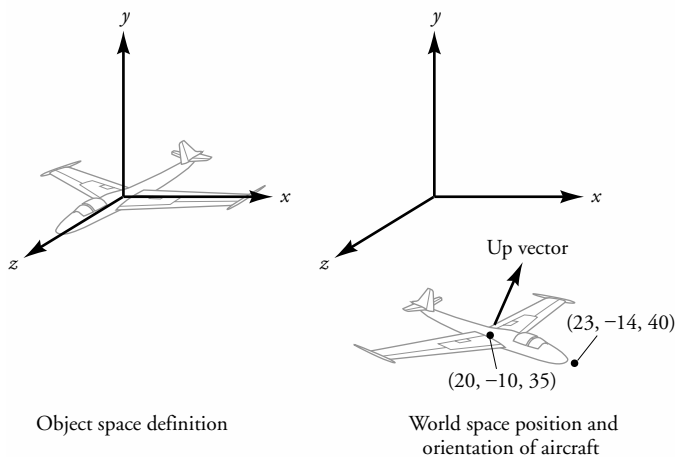 y
x
z
Object space definition
y
x
z
Up vector
(23, −14, 40)
(20, −10, 35)
World space position and
orientation of aircraft